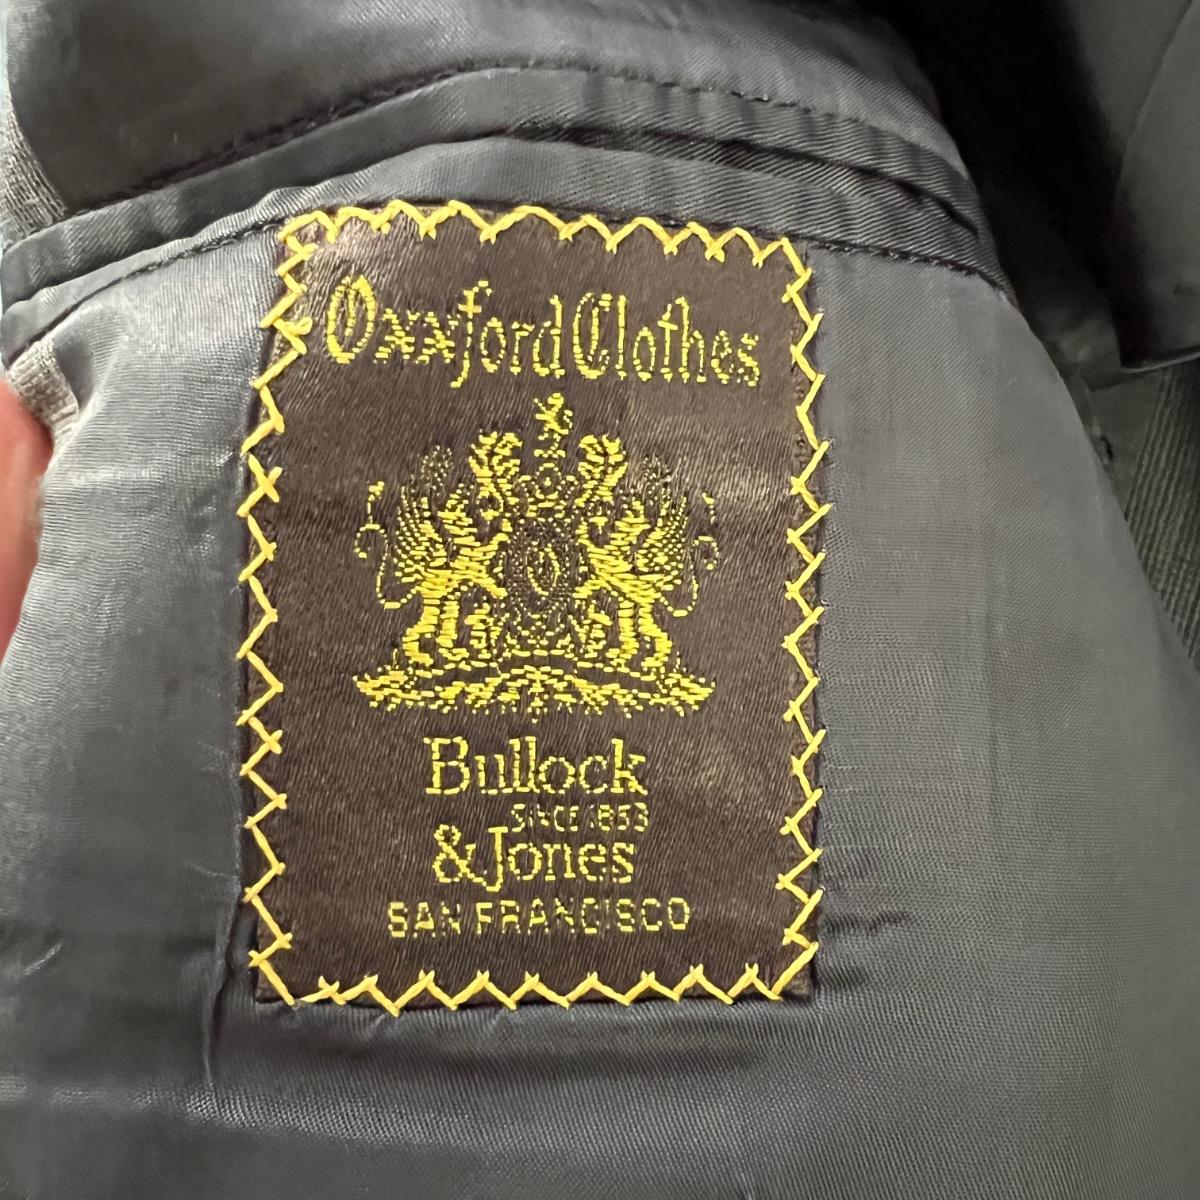 Oxxford Clothes
Bullock
SINCE 1853
& Jones
SAN FRANCISCO